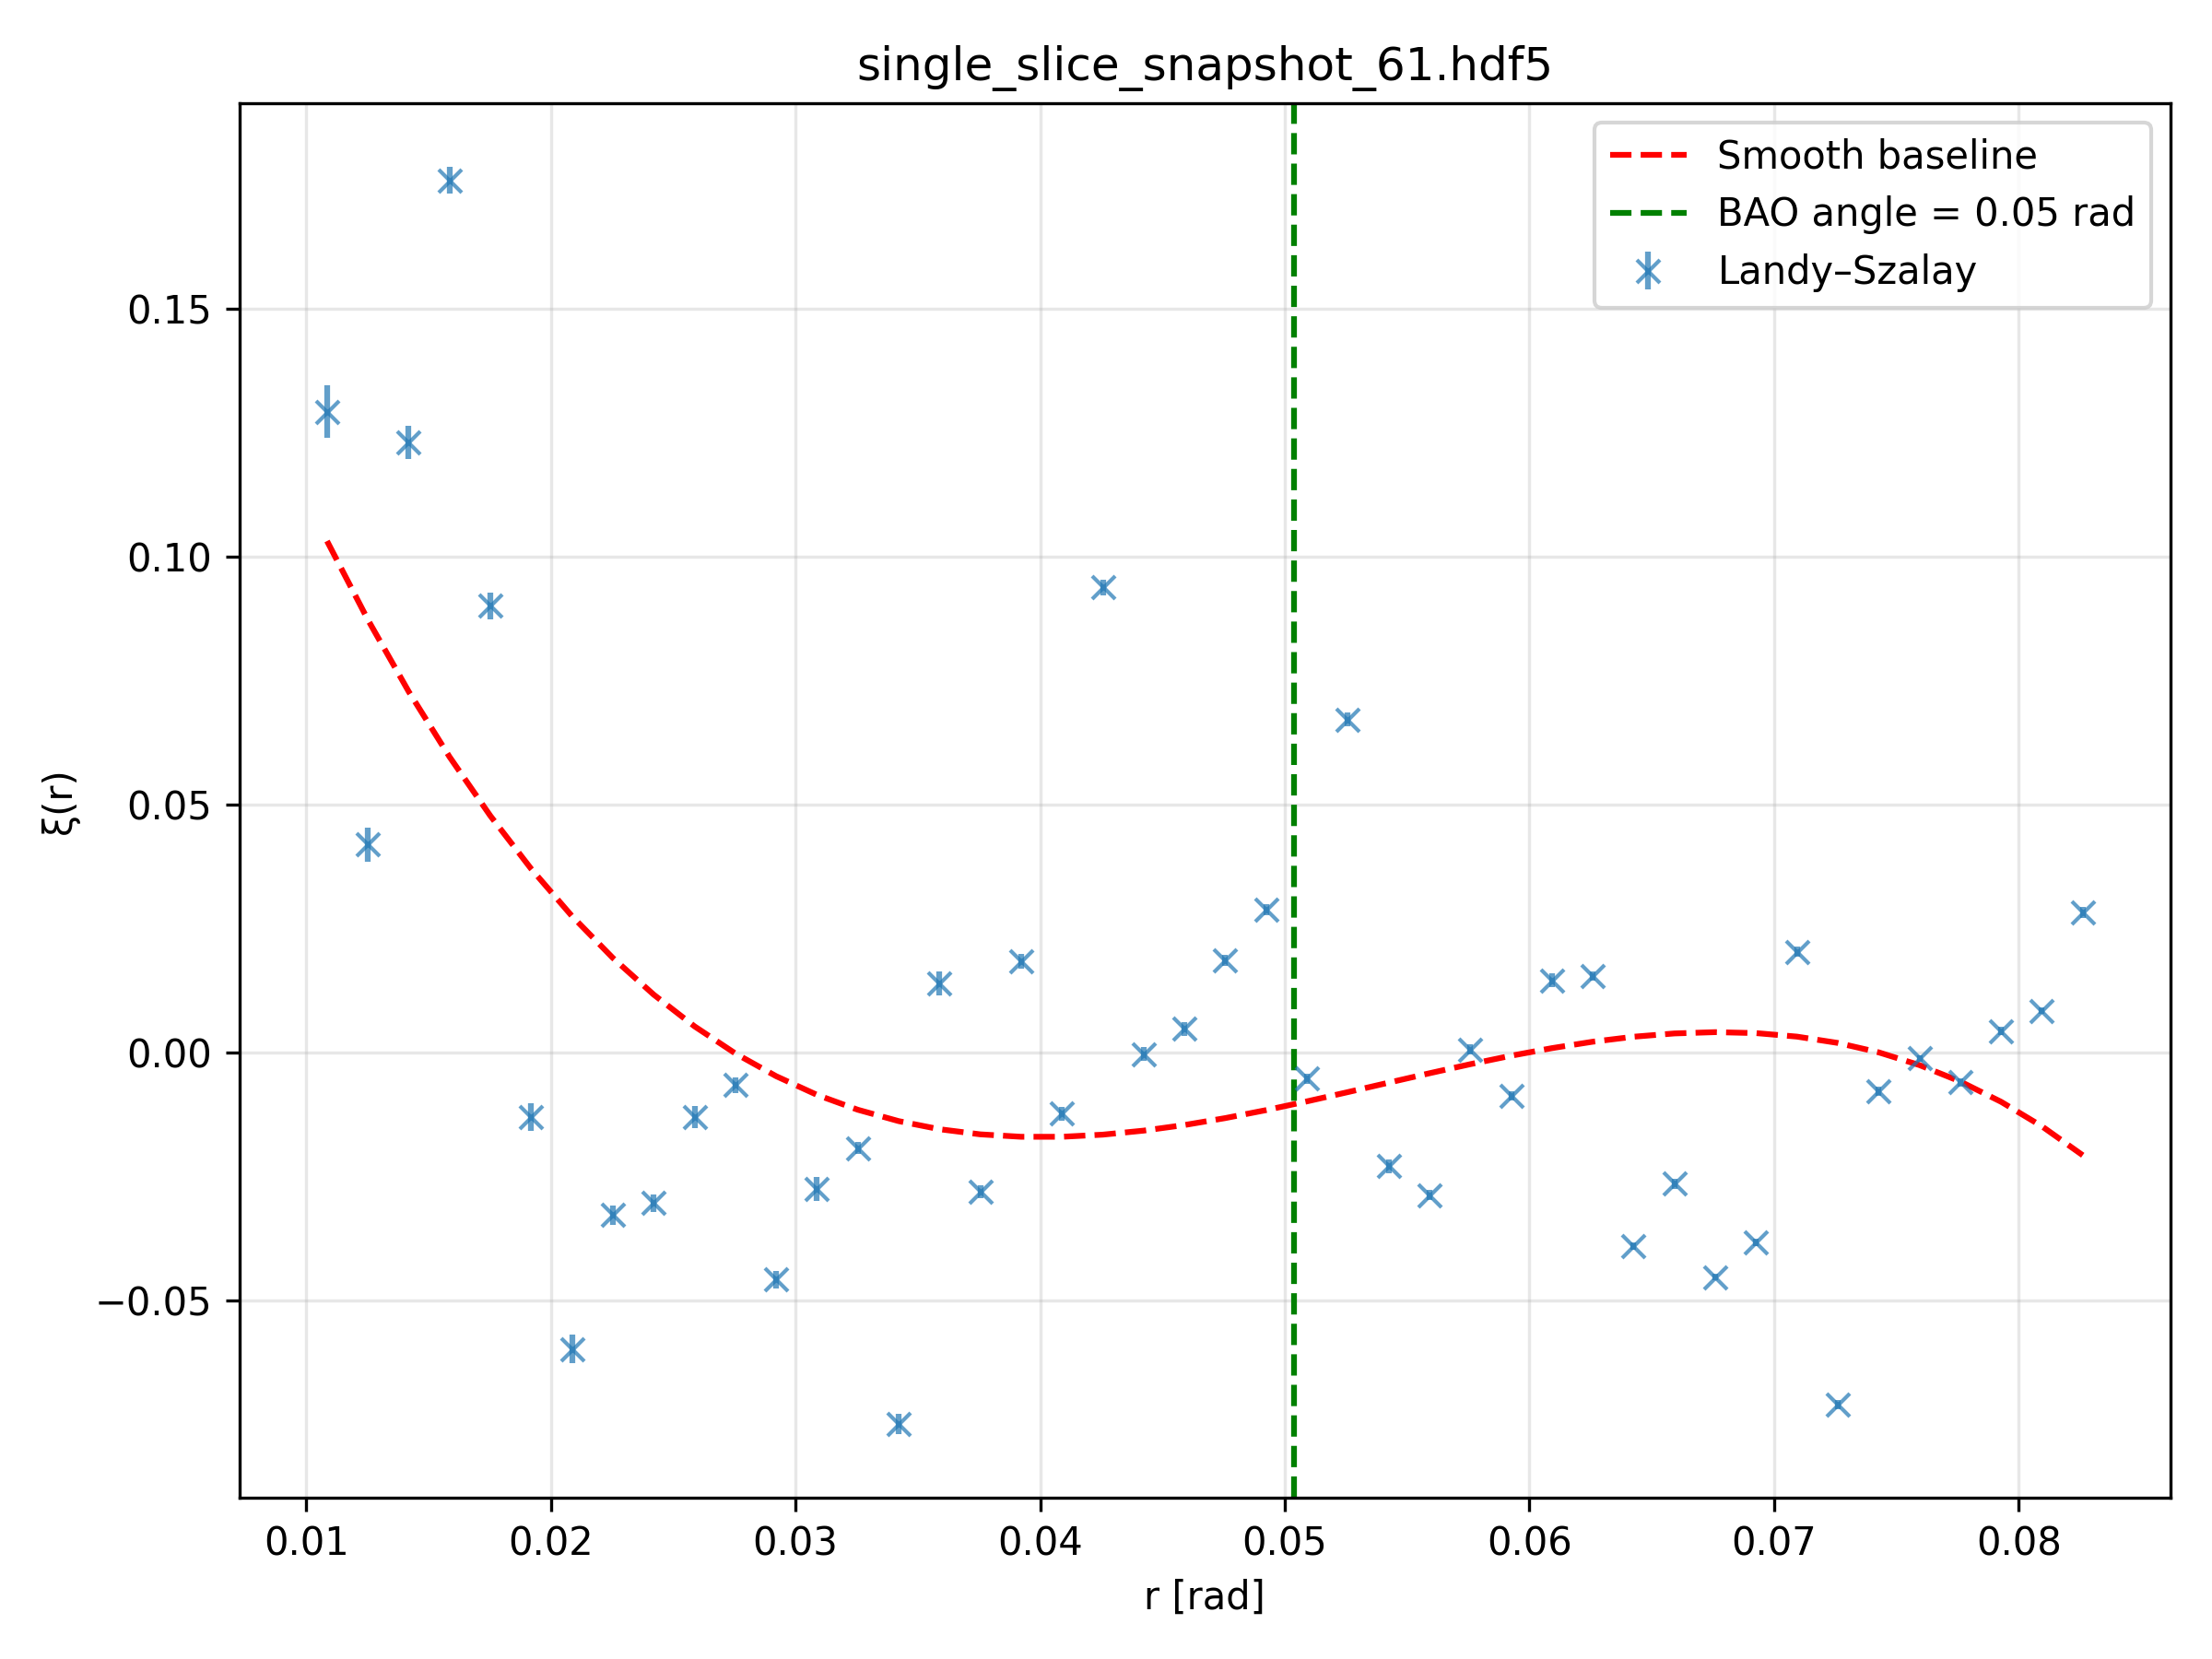 single_slice_snapshot_61.hdf5
Smooth baseline
BAO angle = 0.05 rad
Landy–Szalay
ξ(r)
0.15
0.10
0.05
0.00
−0.05
0.01 0.02 0.03 0.04 0.05 0.06 0.07 0.08
r [rad]